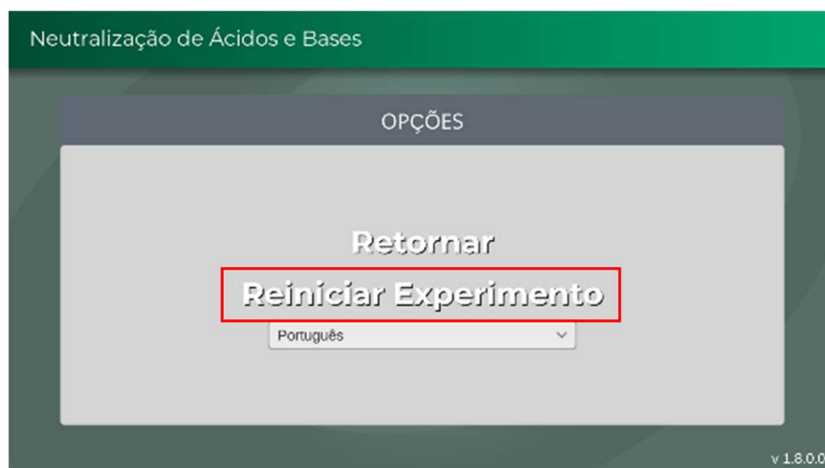 Neutralização de Ácidos e Bases
OPÇÕES
Retornar
Reiniciar Experimento
Português
v 1.8.0.0